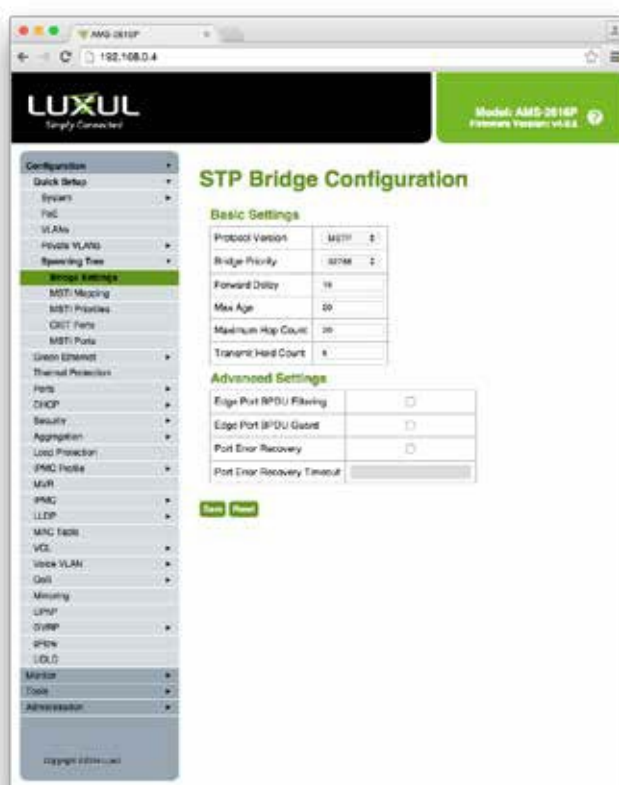 AMS-2616P
192.168.0.4
LUXUL
Simply Connected
Model: AMS-2616P
Firmware Version:
Configuration
Quick Setup
System
PoE
VLANs
Private VLANs
Spanning Tree
Bridge Settings
MSTI Mapping
MSTI Priorities
CIST Ports
MSTI Ports
Green Ethernet
Thermal Protection
Ports
DHCP
Security
Aggregation
Loop Protection
IPMC Profile
MVR
IPMC
LLDP
MAC Table
VCL
Voice VLAN
QoS
Mirroring
UPnP
GVRP
sFlow
UDLD
Monitor
Tools
Administration
Copyright Luxul
STP Bridge Configuration
Basic Settings
Protocol Version MSTP
Bridge Priority 32768
Forward Delay 15
Max Age 20
Maximum Hop Count 20
Transmit Hold Count 6
Advanced Settings
Edge Port BPDU Filtering
Edge Port BPDU Guard
Port Error Recovery
Port Error Recovery Timeout
Save Reset